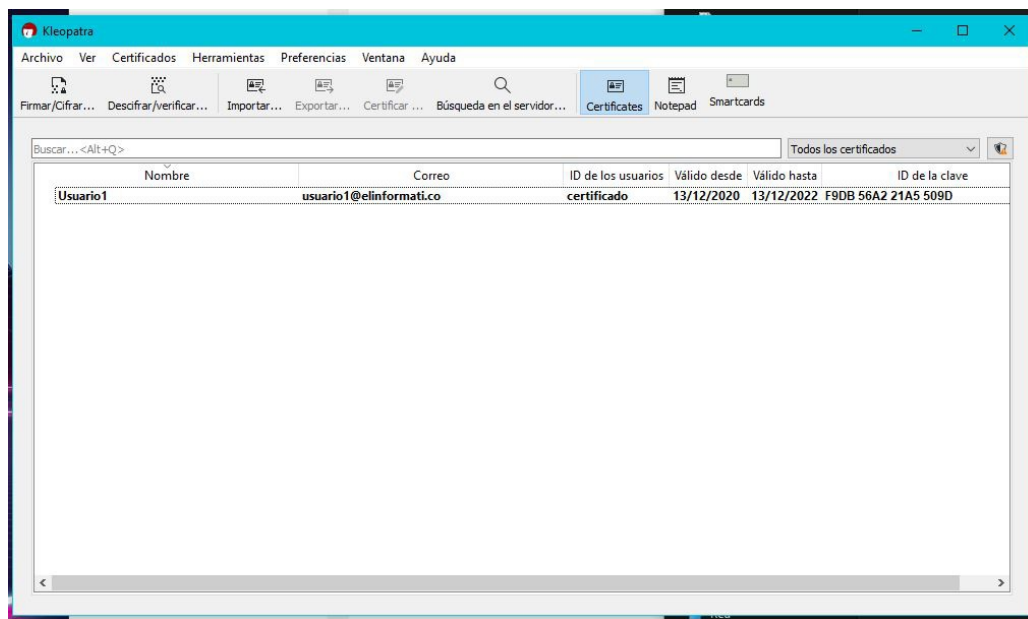 Kleopatra
Archivo Ver Certificados Herramientas Preferencias Ventana Ayuda
Firmar/Cifrar... Descifrar/verificar... Importar... Exportar... Certificar ... Búsqueda en el servidor... Certificates Notepad Smartcards
Buscar...<Alt+Q> Todos los certificados
Nombre Correo ID de los usuarios Válido desde Válido hasta ID de la clave
Usuario1 usuario1@elinformati.co certificado 13/12/2020 13/12/2022 F9DB 56A2 21A5 509D